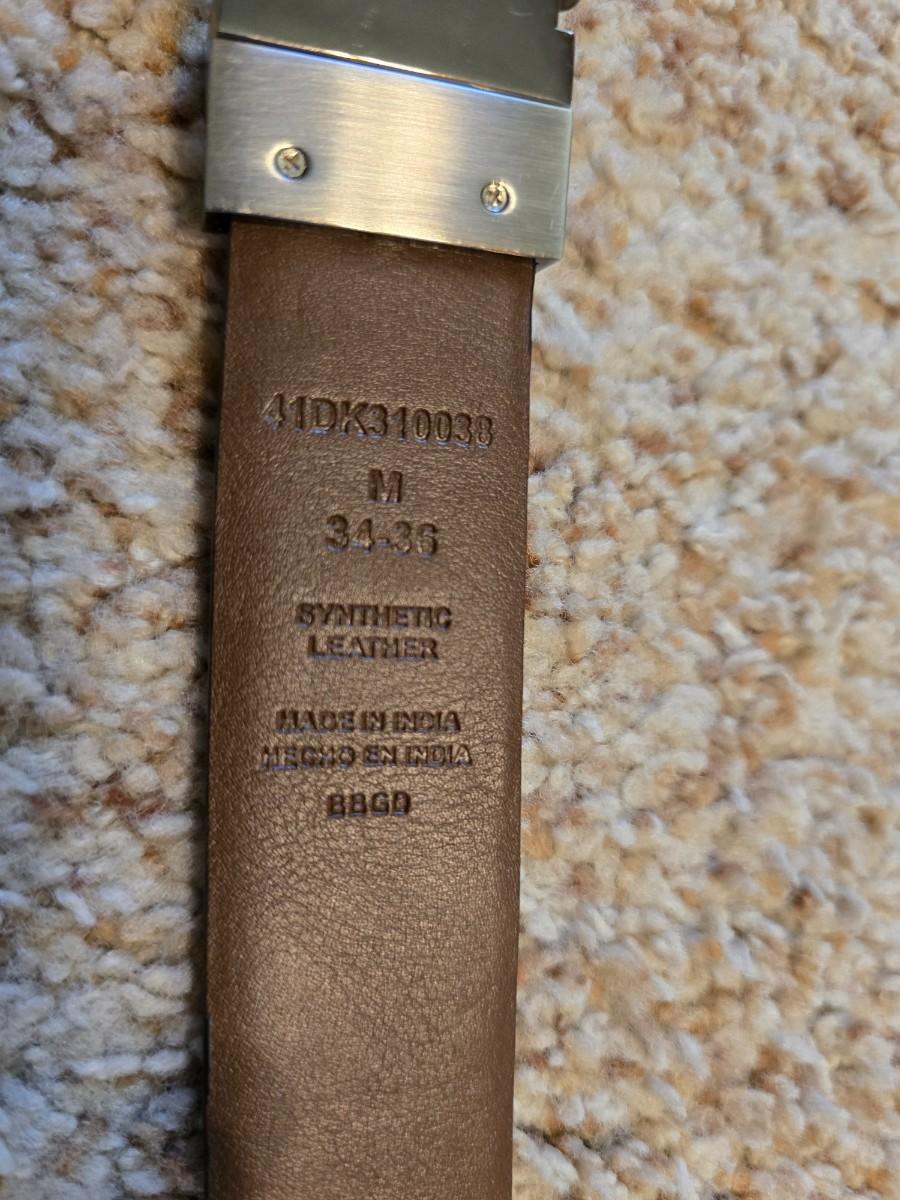 41DK310038
M
34-36
SYNTHETIC
LEATHER
MADE IN INDIA
HECHO EN INDIA
BBGD